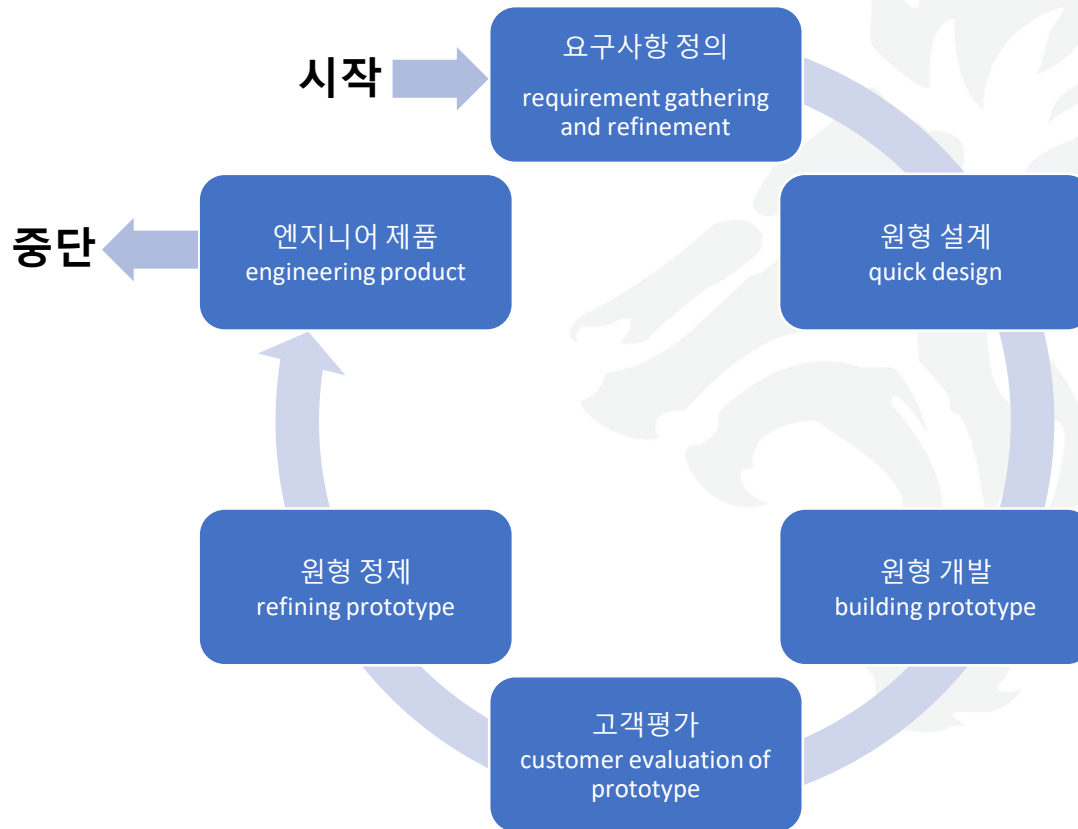 시작
요구사항 정의
requirement gathering
and refinement
중단
엔지니어 제품
engineering product
원형 설계
quick design
원형 정제
refining prototype
원형 개발
building prototype
고객평가
customer evaluation of
prototype